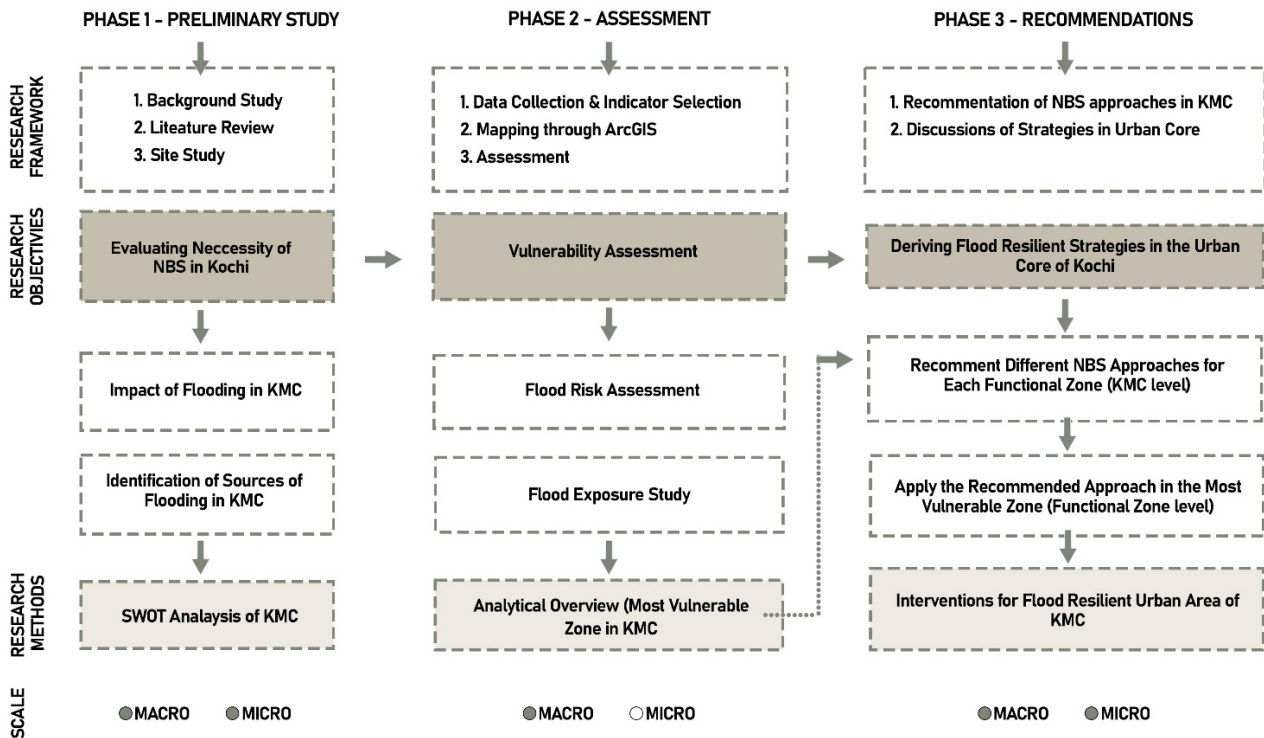 PHASE 1 - PRELIMINARY STUDY
PHASE 2 - ASSESSMENT
PHASE 3 - RECOMMENDATIONS
RESEARCH
FRAMEWORK
1. Background Study
2. Liteature Review
3. Site Study
1. Data Collection & Indicator Selection
2. Mapping through ArcGIS
3. Assessment
1. Recommentation of NBS approaches in KMC
2. Discussions of Strategies in Urban Core
RESEARCH
OBJECTIVES
Evaluating Neccessity of
NBS in Kochi
Vulnerability Assessment
Deriving Flood Resilient Strategies in the Urban
Core of Kochi
Impact of Flooding in KMC
Flood Risk Assessment
Recomment Different NBS Approaches for
Each Functional Zone (KMC level)
Identification of Sources of
Flooding in KMC
Flood Exposure Study
Apply the Recommended Approach in the Most
Vulnerable Zone (Functional Zone level)
RESEARCH
METHODS
SWOT Analaysis of KMC
Analytical Overview (Most Vulnerable
Zone in KMC
Interventions for Flood Resilient Urban Area of
KMC
SCALE
MACRO
MICRO
MACRO
MICRO
MACRO
MICRO